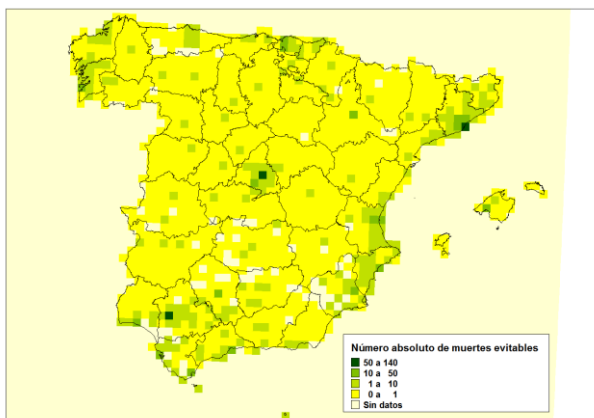 Número absoluto de muertes evitables
50 a 140
10 a 50
1 a 10
0 a 1
Sin datos